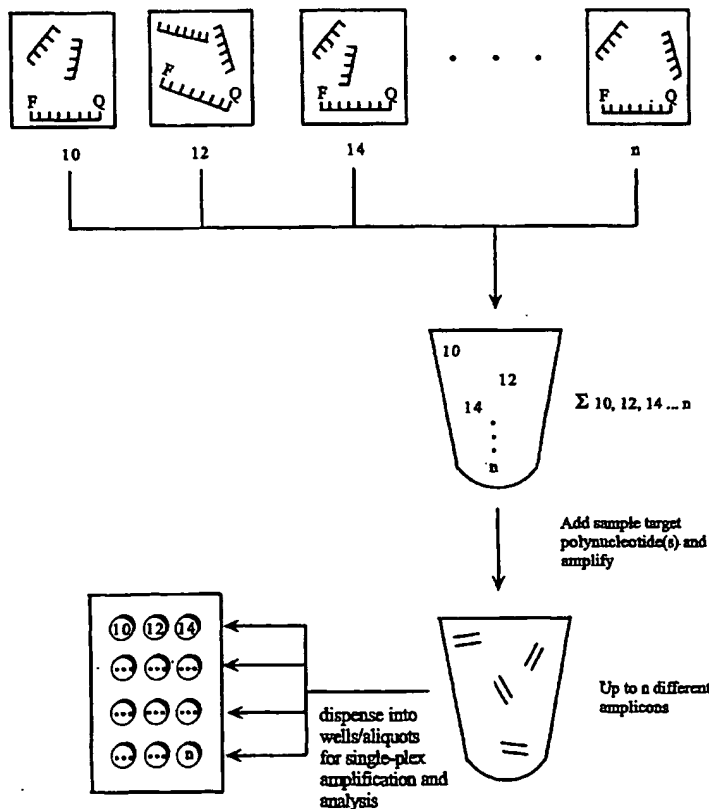 F Q
F
Q
F Q
F Q
10
12
14
n
10
12
14
n
Σ 10, 12, 14 ... n
Add sample target
polynucleotide(s) and
amplify
10 12 14
n
dispense into
wells/aliquots
for single-plex
amplification and
analysis
Up to n different
amplicons